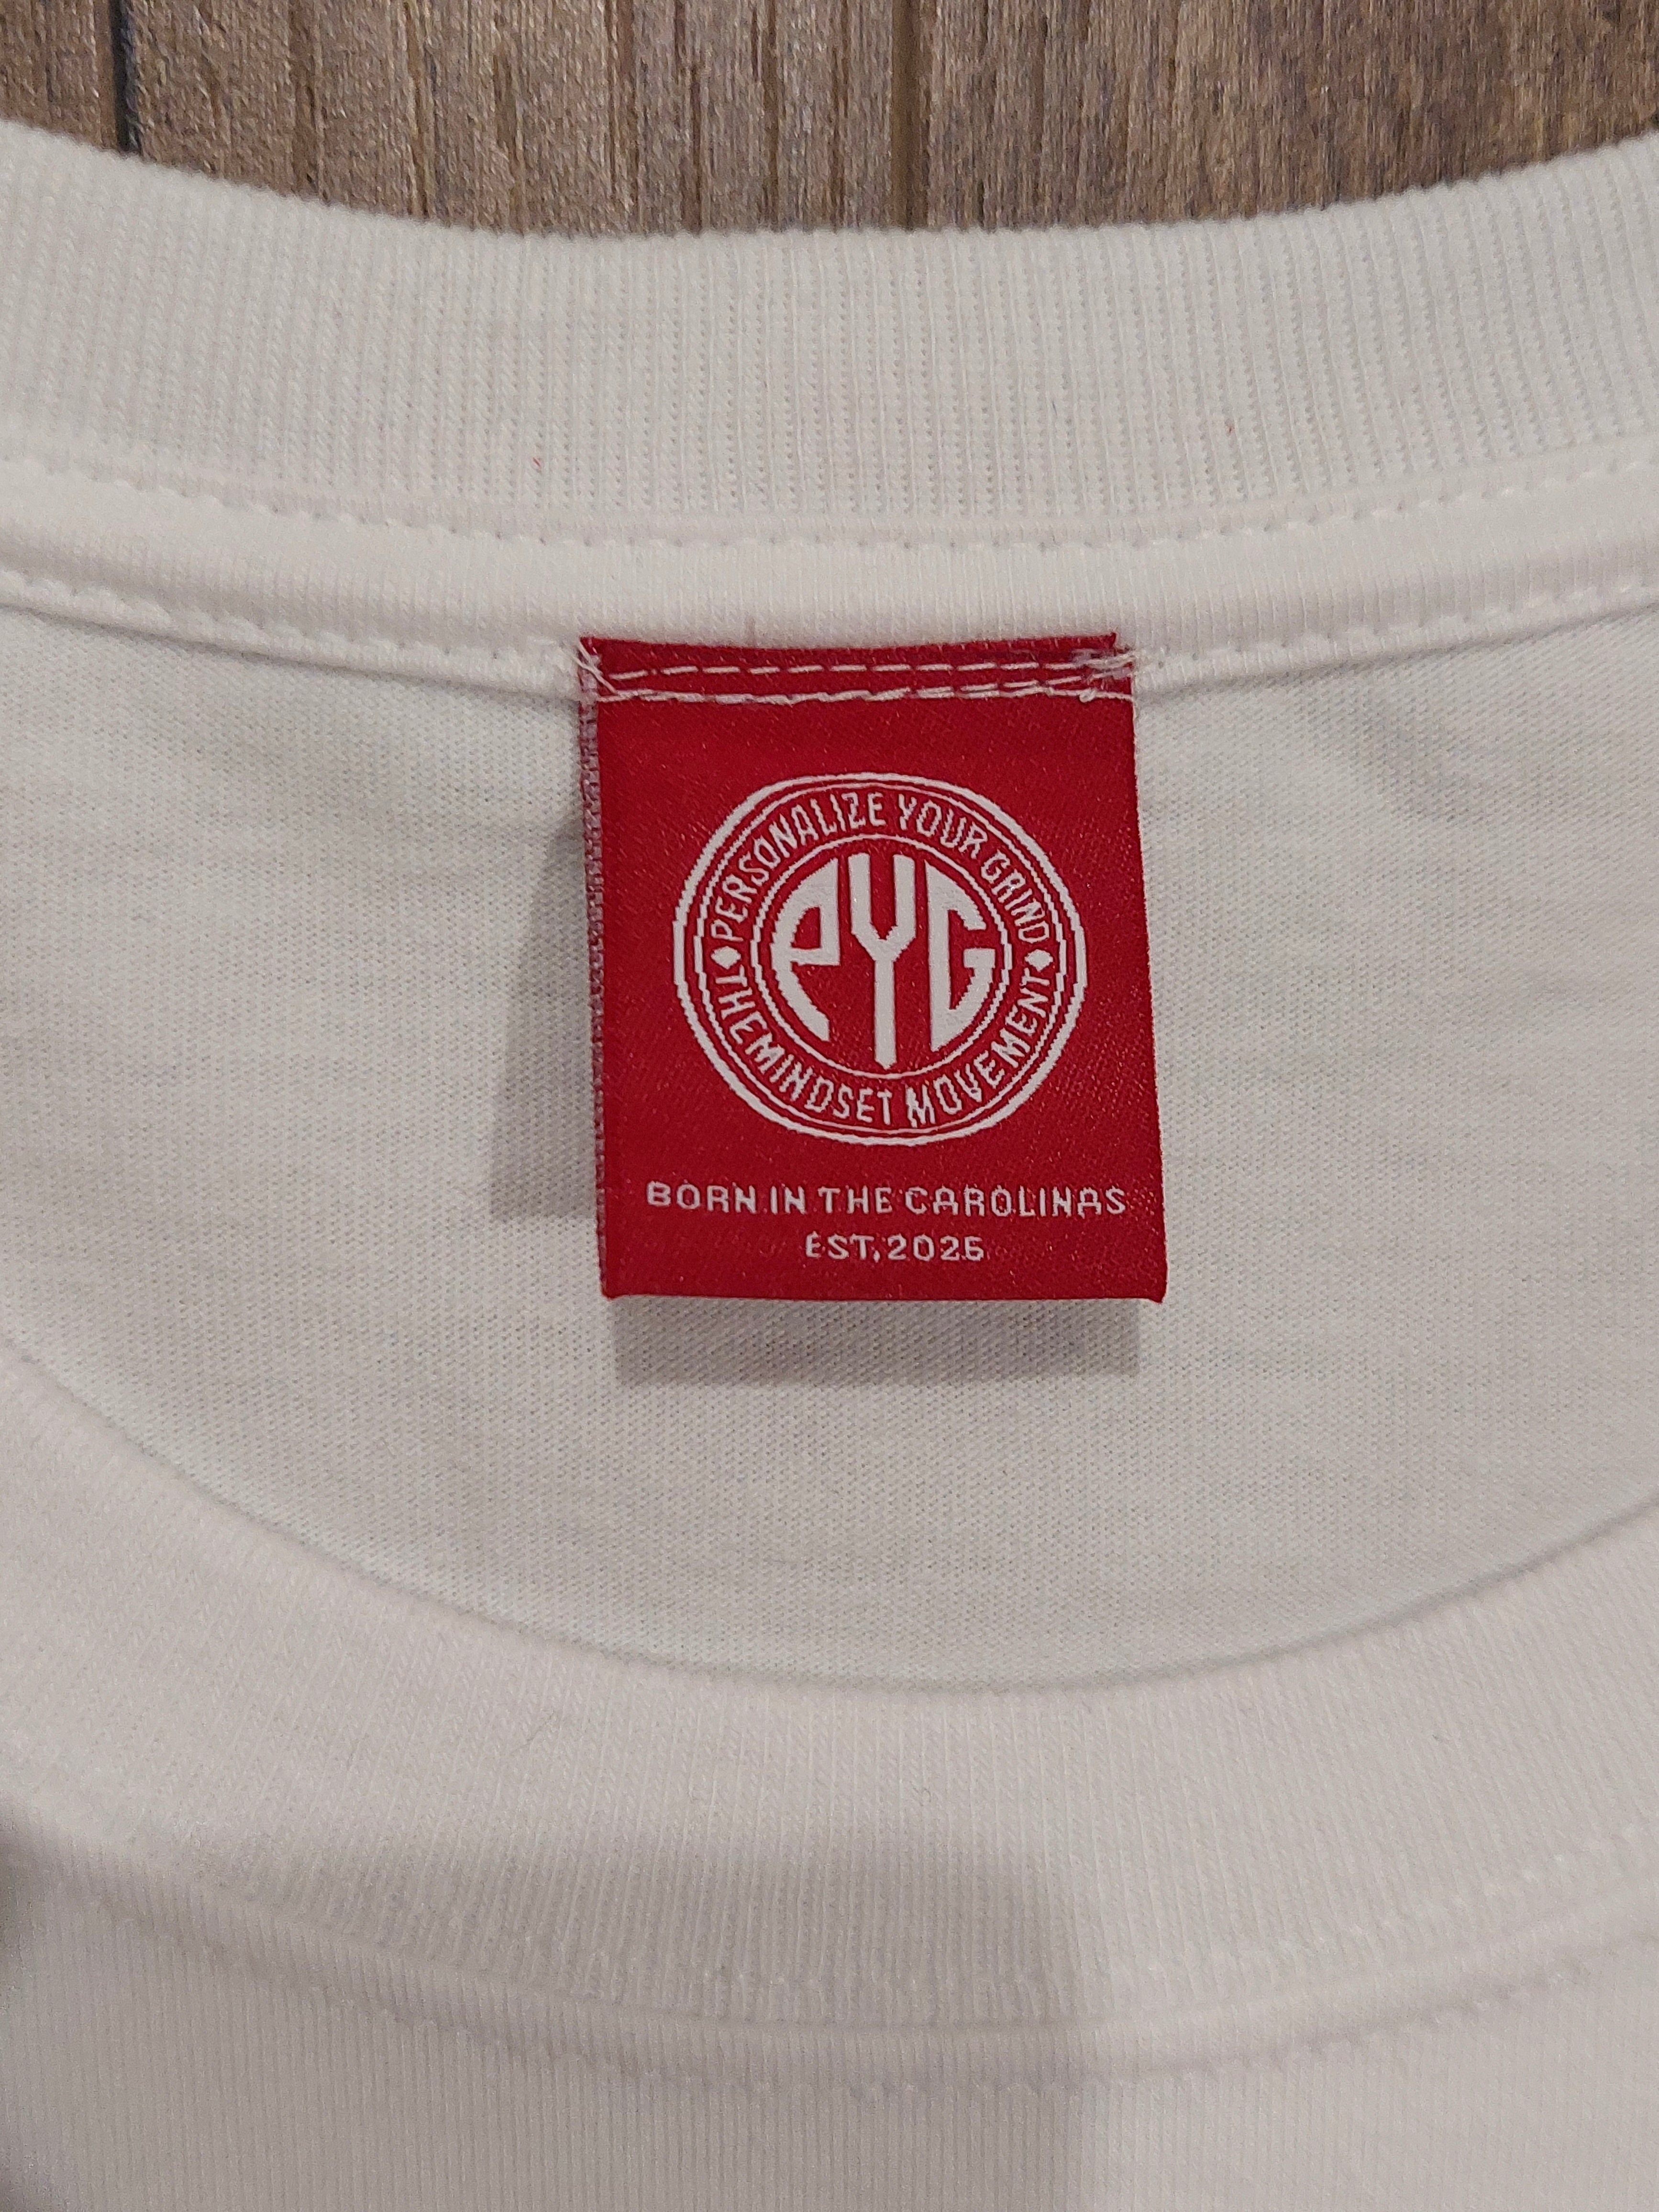 PERSONALIZE YOUR GRIND
PYG
THE MINDSET MOVEMENT
BORN IN THE CAROLINAS
EST. 2025